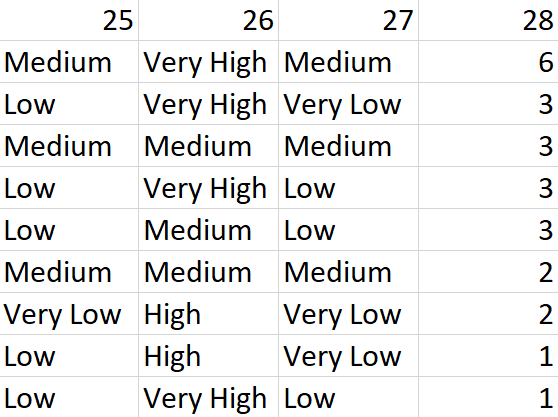 25 26 27 28
Medium Very High Medium 6
Low Very High Very Low 3
Medium Medium Medium 3
Low Very High Low 3
Low Medium Low 3
Medium Medium Medium 2
Very Low High Very Low 2
Low High Very Low 1
Low Very High Low 1